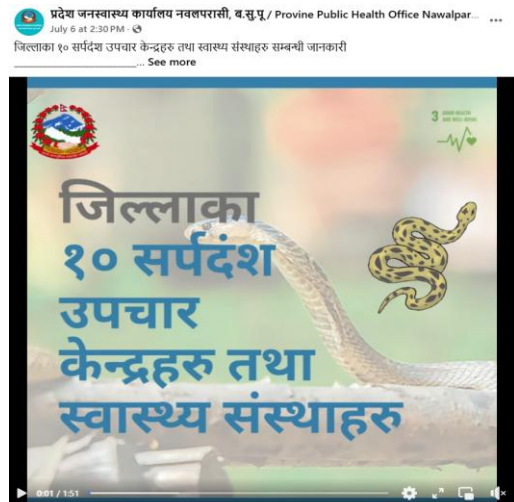 प्रदेश जनस्वास्थ्य कार्यालय नवलपरासी, ब.सु.पू / Provine Public Health Office Nawalpar...
July 6 at 2:30 PM ·
जिल्लाका १० सर्पदंश उपचार केन्द्रहरु तथा स्वास्थ्य संस्थाहरु सम्बन्धी जानकारी
... See more
3 GOOD HEALTH
AND WELL-BEING
जिल्लाका
१० सर्पदंश
उपचार
केन्द्रहरु तथा
स्वास्थ्य संस्थाहरु
0:01 / 1:51